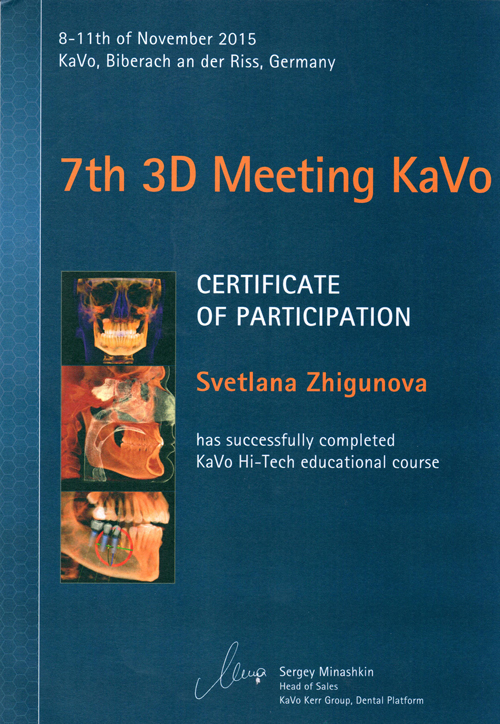 8-11th of November 2015
KaVo, Biberach an der Riss, Germany
7th 3D Meeting KaVo
CERTIFICATE
OF PARTICIPATION
Svetlana Zhigunova
has successfully completed
KaVo Hi-Tech educational course
Sergey Minashkin
Head of Sales
KaVo Kerr Group, Dental Platform